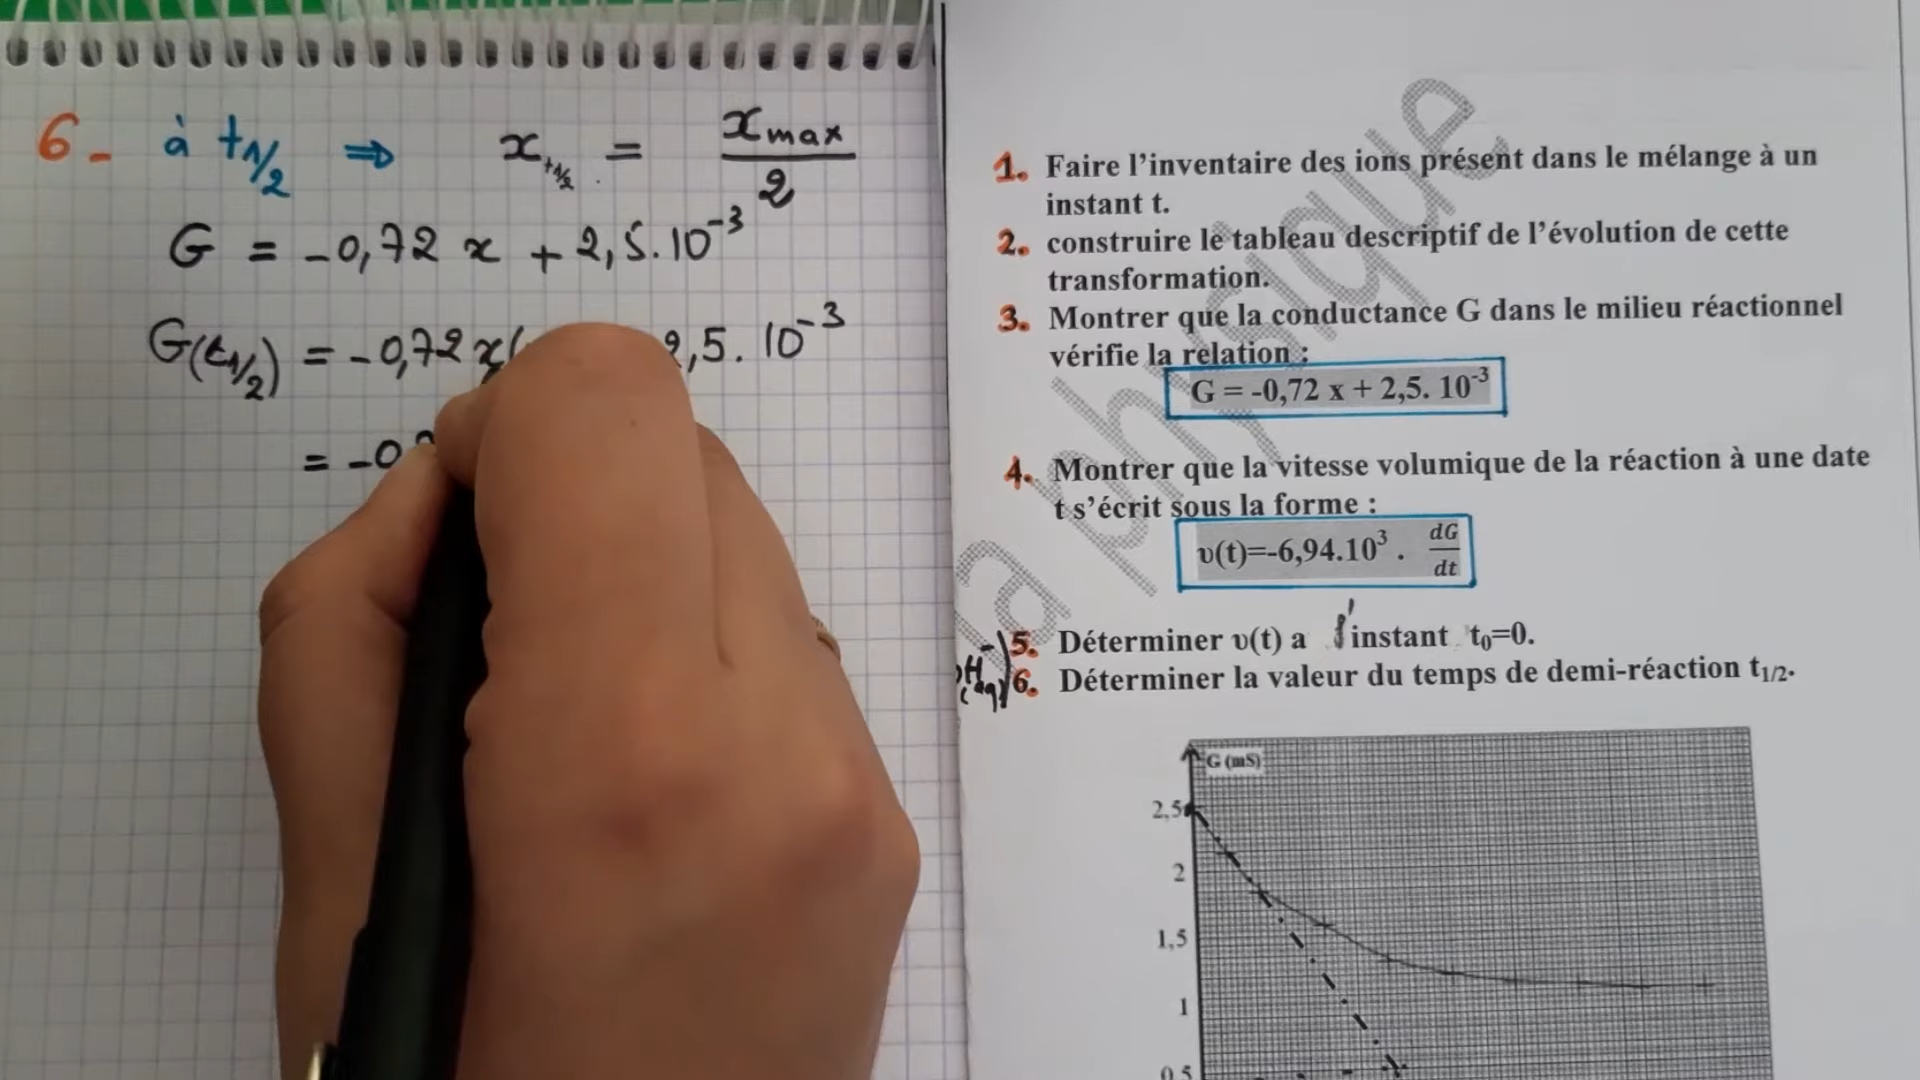 6- à t1/2 ⇒ x t1/2 = xmax / 2
G = -0,72 x + 2,5.10⁻³
G(t1/2) = -0,72 x( 2,5. 10⁻³
= -0
1. Faire l’inventaire des ions présent dans le mélange à un
instant t.
2. construire le tableau descriptif de l’évolution de cette
transformation.
3. Montrer que la conductance G dans le milieu réactionnel
vérifie la relation :
G = -0,72 x + 2,5. 10⁻³
4. Montrer que la vitesse volumique de la réaction à une date
t s’écrit sous la forme :
υ(t)=-6,94.10³ . dG/dt
5. Déterminer υ(t) a l'instant t₀=0.
6. Déterminer la valeur du temps de demi-réaction t1/2.
G (mS)
2,5
2
1,5
1
0.5
a physique